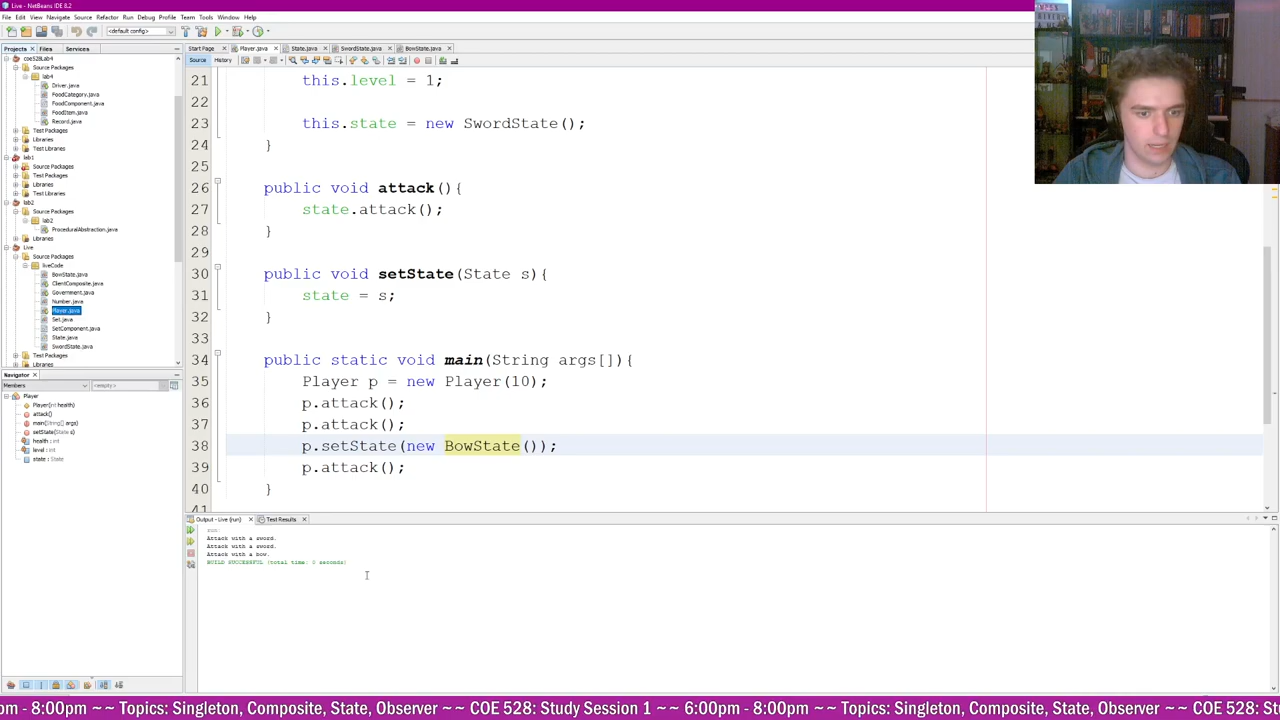 Live - NetBeans IDE 8.2
File Edit View Navigate Source Refactor Run Debug Profile Team Tools Window Help
<default config>
Projects Files Services
Start Page Player.java State.java SwordState.java BowState.java
Source History
coe528Lab4
Source Packages
lab4
Driver.java
FoodCategory.java
FoodComponent.java
FoodItem.java
Record.java
Test Packages
Libraries
Test Libraries
lab1
Source Packages
Test Packages
Libraries
Test Libraries
lab2
Source Packages
lab2
ProceduralAbstraction.java
Libraries
Live
Source Packages
liveCode
BowState.java
ClientComposite.java
Government.java
Number.java
Player.java
Set.java
SetComponent.java
State.java
SwordState.java
Test Packages
Libraries
Navigator
Members <empty>
Player
Player(int health)
attack()
main(String[] args)
setState(State s)
health : int
level : int
state : State
21 this.level = 1;
22
23 this.state = new SwordState();
24 }
25
26 public void attack(){
27 state.attack();
28 }
29
30 public void setState(State s){
31 state = s;
32 }
33
34 public static void main(String args[]){
35 Player p = new Player(10);
36 p.attack();
37 p.attack();
38 p.setState(new BowState());
39 p.attack();
40 }
41
Output - Live (run) Test Results
run:
Attack with a sword.
Attack with a sword.
Attack with a bow.
BUILD SUCCESSFUL (total time: 0 seconds)
pm - 8:00pm ~~ Topics: Singleton, Composite, State, Observer ~~ COE 528: Study Session 1 ~~ 6:00pm - 8:00pm ~~ Topics: Singleton, Composite, State, Observer ~~ COE 528: St